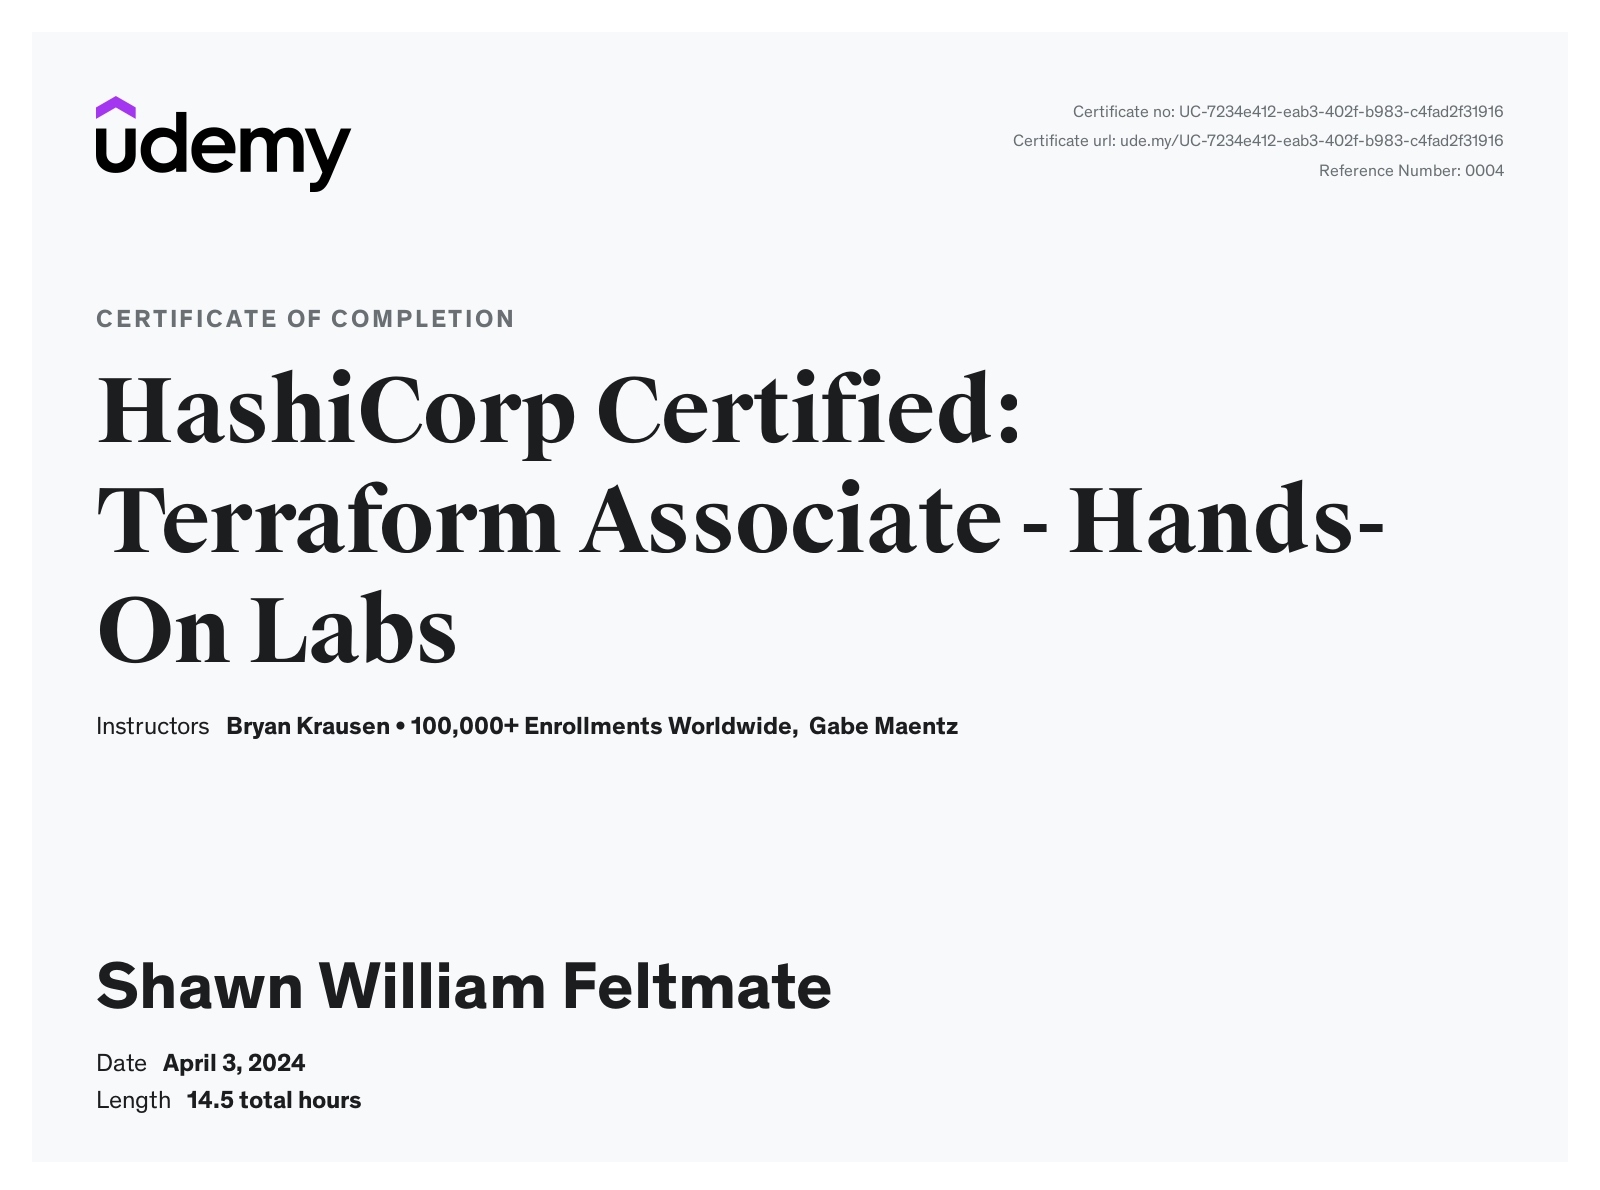 udemy
Certificate no: UC-7234e412-eab3-402f-b983-c4fad2f31916
Certificate url: ude.my/UC-7234e412-eab3-402f-b983-c4fad2f31916
Reference Number: 0004
CERTIFICATE OF COMPLETION
HashiCorp Certified:
Terraform Associate - Hands-
On Labs
Instructors Bryan Krausen • 100,000+ Enrollments Worldwide, Gabe Maentz
Shawn William Feltmate
Date April 3, 2024
Length 14.5 total hours